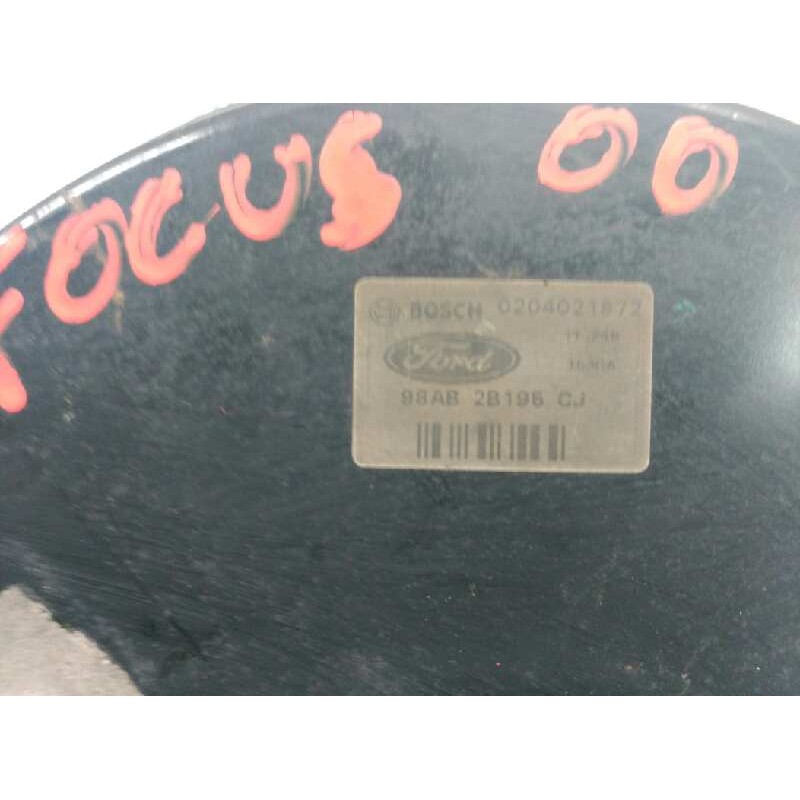 FOCUS 00
BOSCH 0204021872
Ford
98AB 2B195 CJ